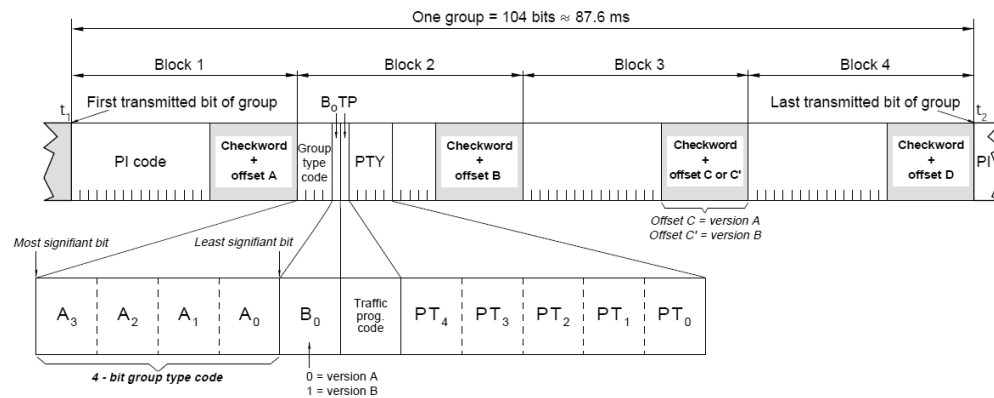 One group = 104 bits ≈ 87.6 ms
Block 1
Block 2
Block 3
Block 4
t1
First transmitted bit of group
B0 TP
Last transmitted bit of group
t2
PI code
Checkword
+
offset A
Group
type
code
PTY
Checkword
+
offset B
Checkword
+
offset C or C'
Checkword
+
offset D
PI
Offset C = version A
Offset C' = version B
Most signifiant bit
Least signifiant bit
A3
A2
A1
A0
B0
Traffic
prog.
code
PT4
PT3
PT2
PT1
PT0
4 - bit group type code
0 = version A
1 = version B